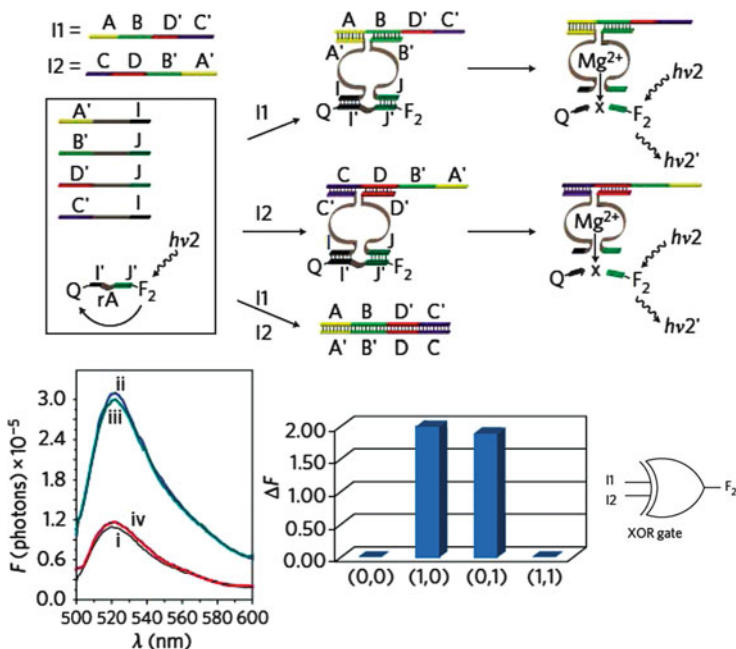 I1 = A B D' C'
I2 = C D B' A'
A' I
B' J
D' J
C' I
hν2
I' J'
Q rA F2
I1
A B D' C'
A' B'
I J
Q I' J' F2
Mg2+
Q X F2
hν2
hν2'
I2
C D B' A'
C' D'
I J
Q I' J' F2
Mg2+
Q X F2
hν2
hν2'
I1
I2
A B D' C'
A' B' D C
F (photons) × 10⁻⁵
3.0
2.4
1.8
1.2
0.6
0.0
ii
iii
iv
i
500 520 540 560 580 600
λ (nm)
ΔF
2.00
1.50
1.00
0.50
0.00
(0,0) (1,0) (0,1) (1,1)
I1
I2
F2
XOR gate